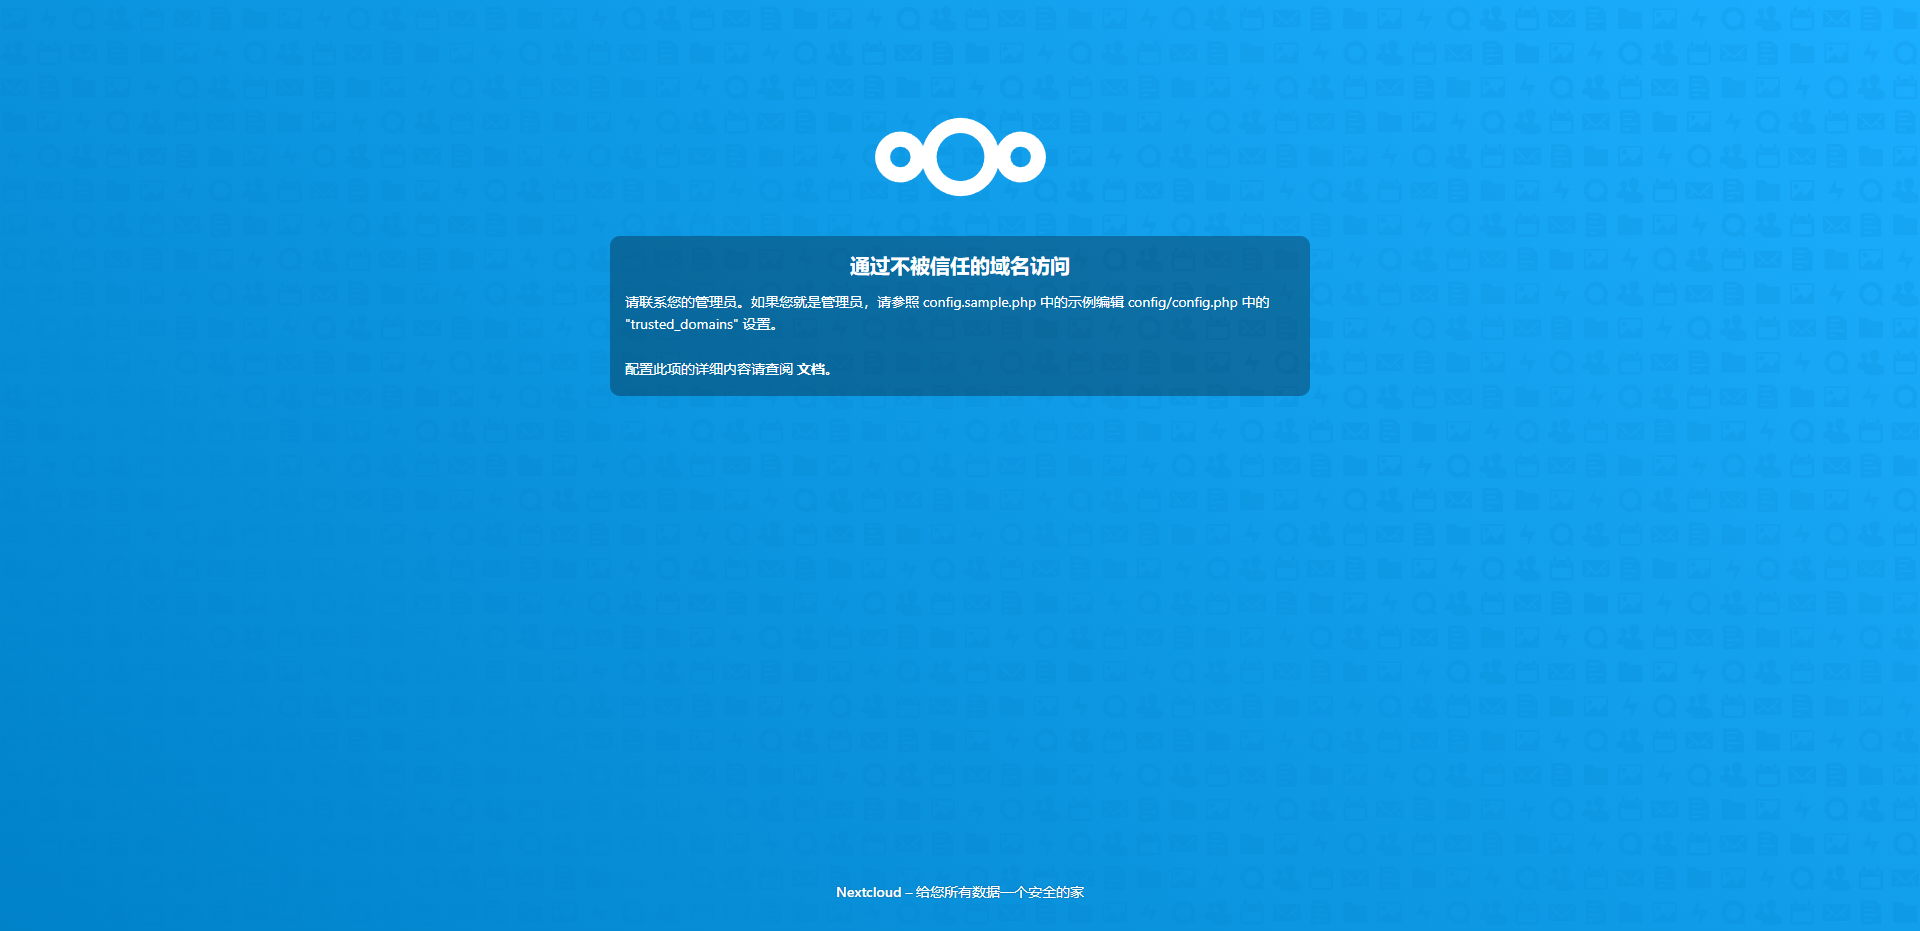 通过不被信任的域名访问
请联系您的管理员。如果您就是管理员，请参照 config.sample.php 中的示例编辑 config/config.php 中的
"trusted_domains" 设置。
配置此项的详细内容请查阅 文档。
Nextcloud – 给您所有数据一个安全的家